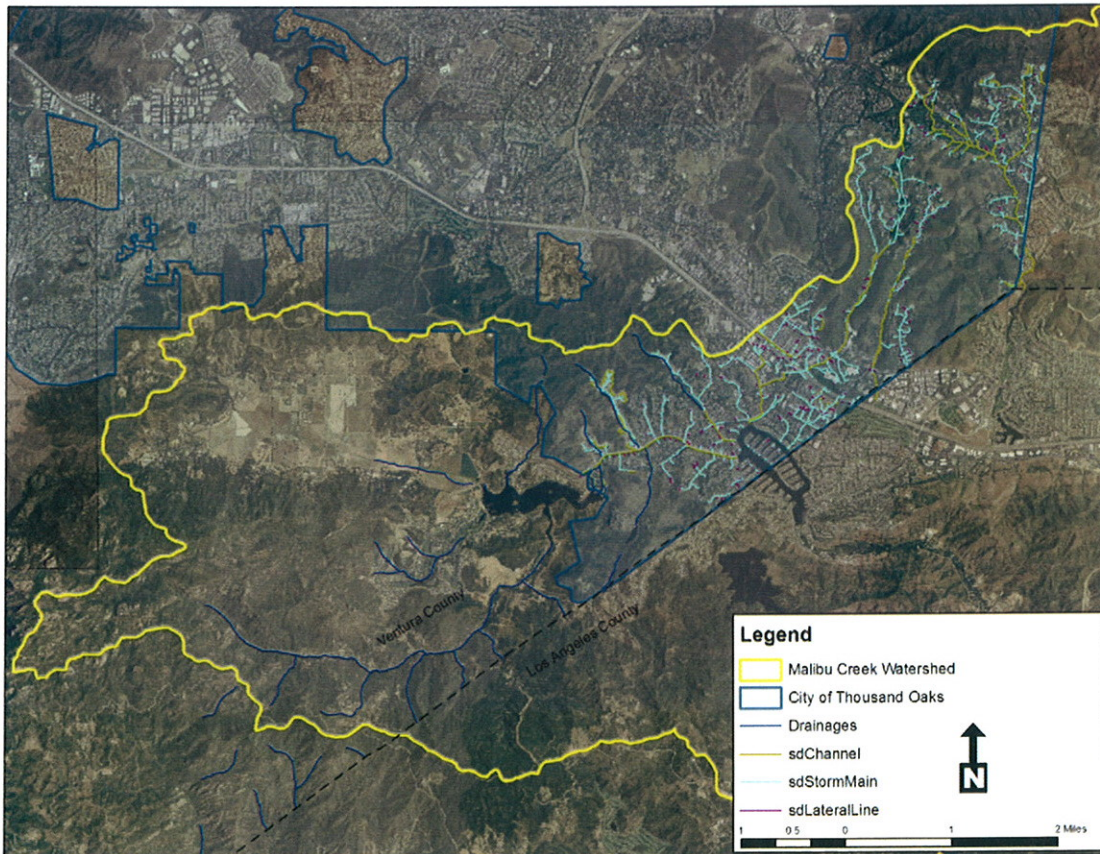 Ventura County
Los Angeles County
Legend
Malibu Creek Watershed
City of Thousand Oaks
Drainages
sdChannel
sdStormMain
sdLateralLine
N
1 0.5 0 1 2 Miles